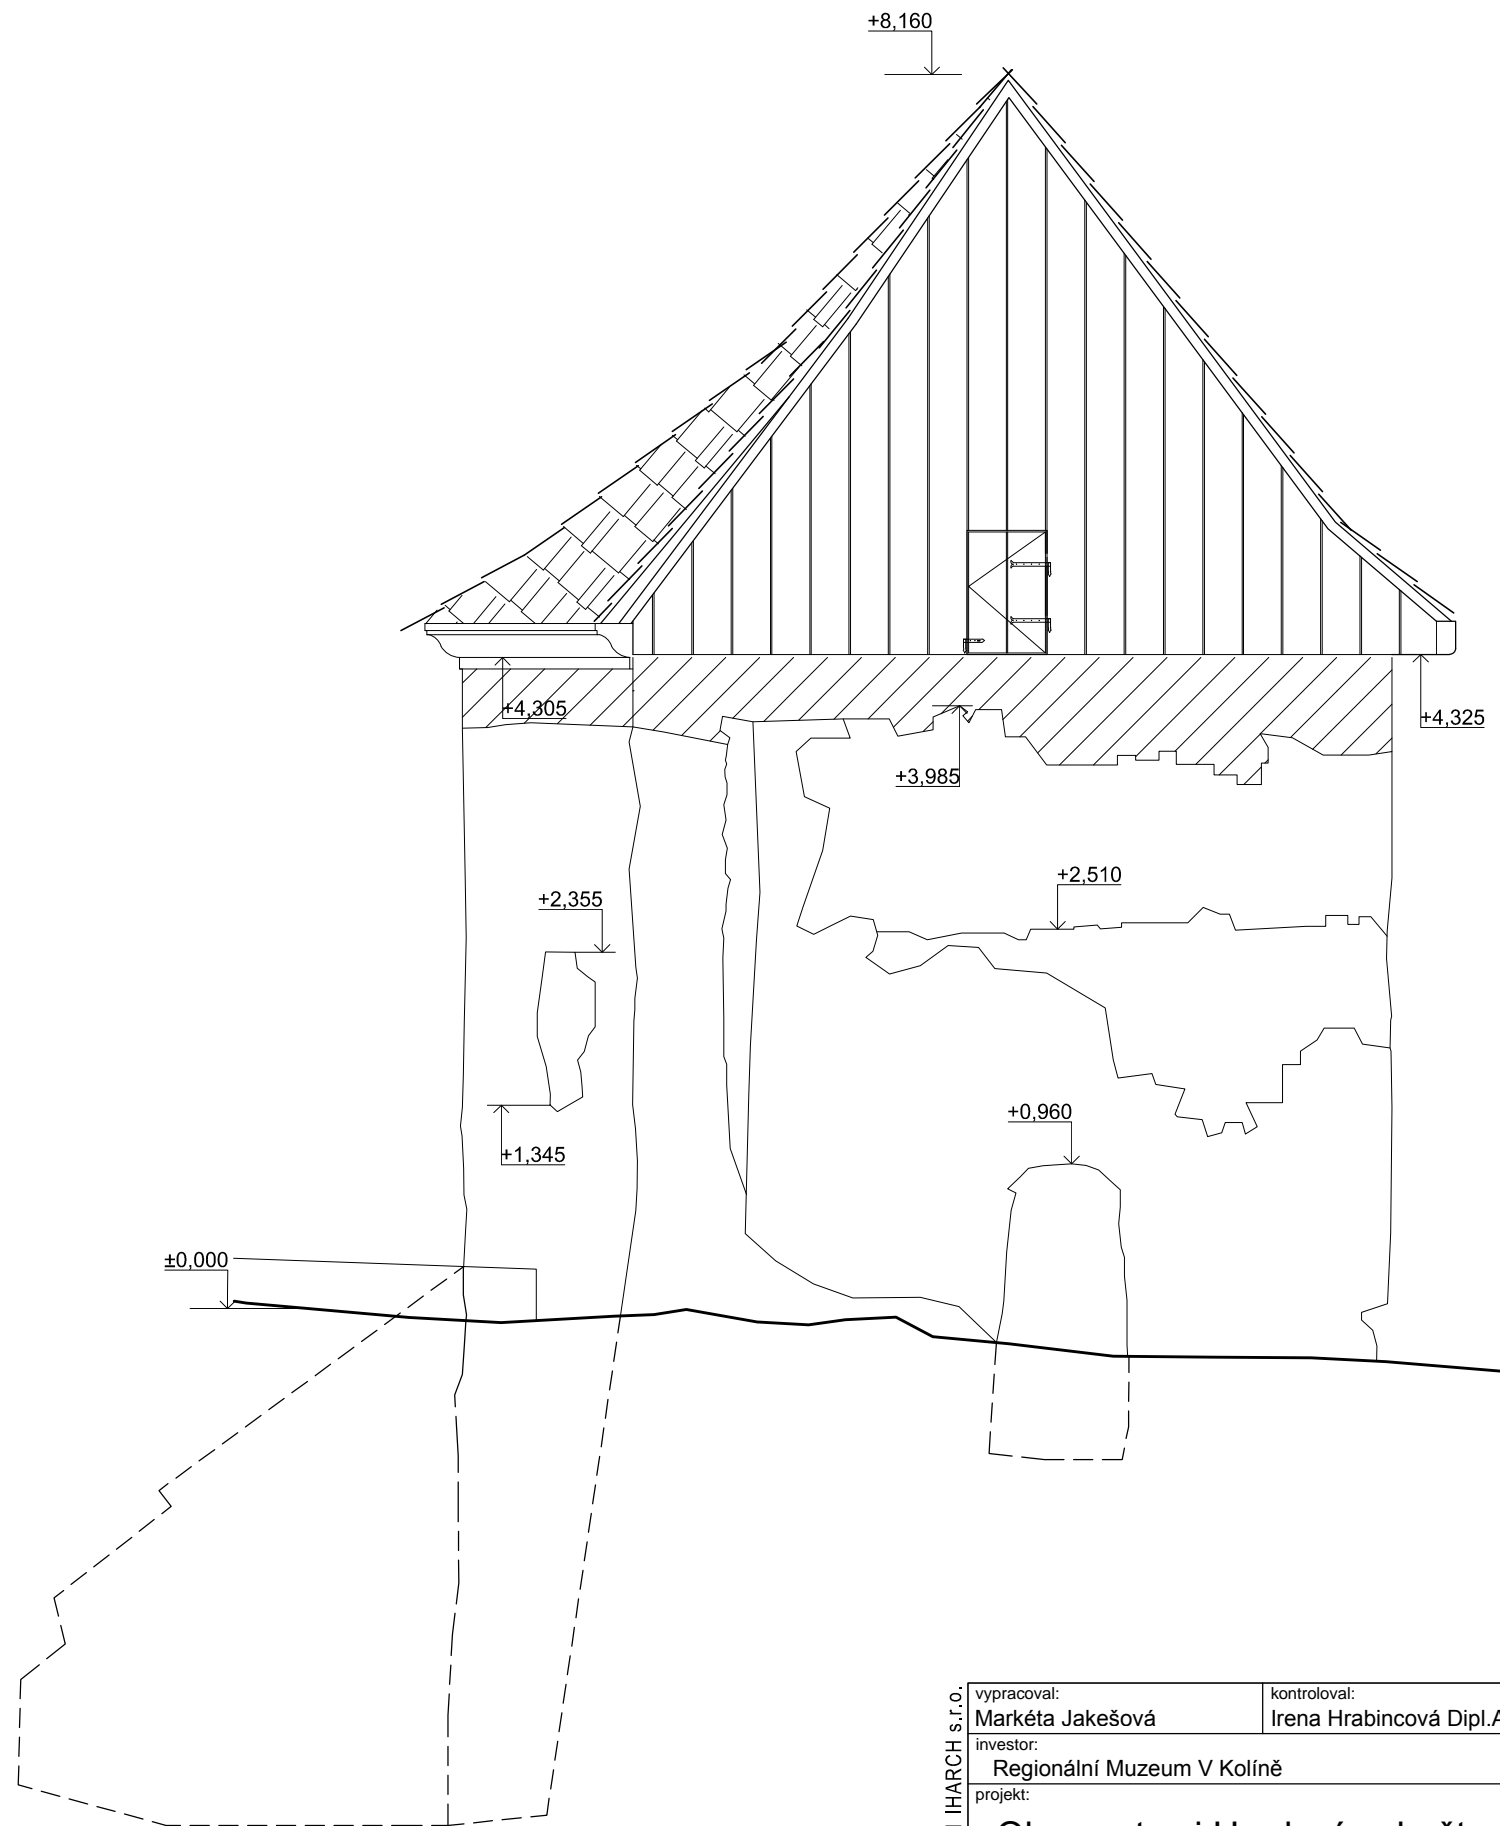 +8,160
+4,305
+4,325
+3,985
+2,510
+2,355
+0,960
+1,345
±0,000
IHARCH s.r.o.
vypracoval:
kontroloval:
Markéta Jakešová
Irena Hrabincová Dipl.A
investor:
Regionální Muzeum V Kolíně
projekt: